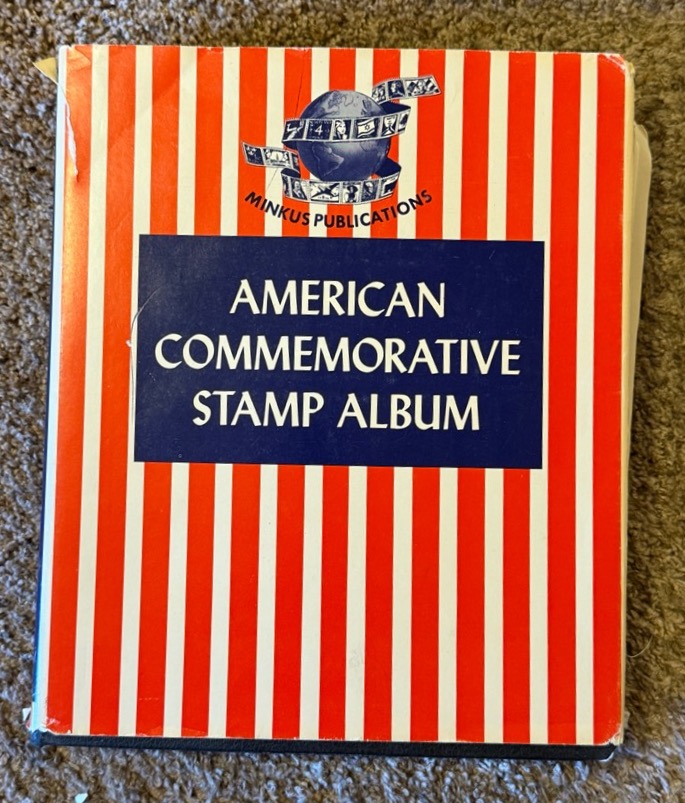 MINKUS PUBLICATIONS
AMERICAN
COMMEMORATIVE
STAMP ALBUM